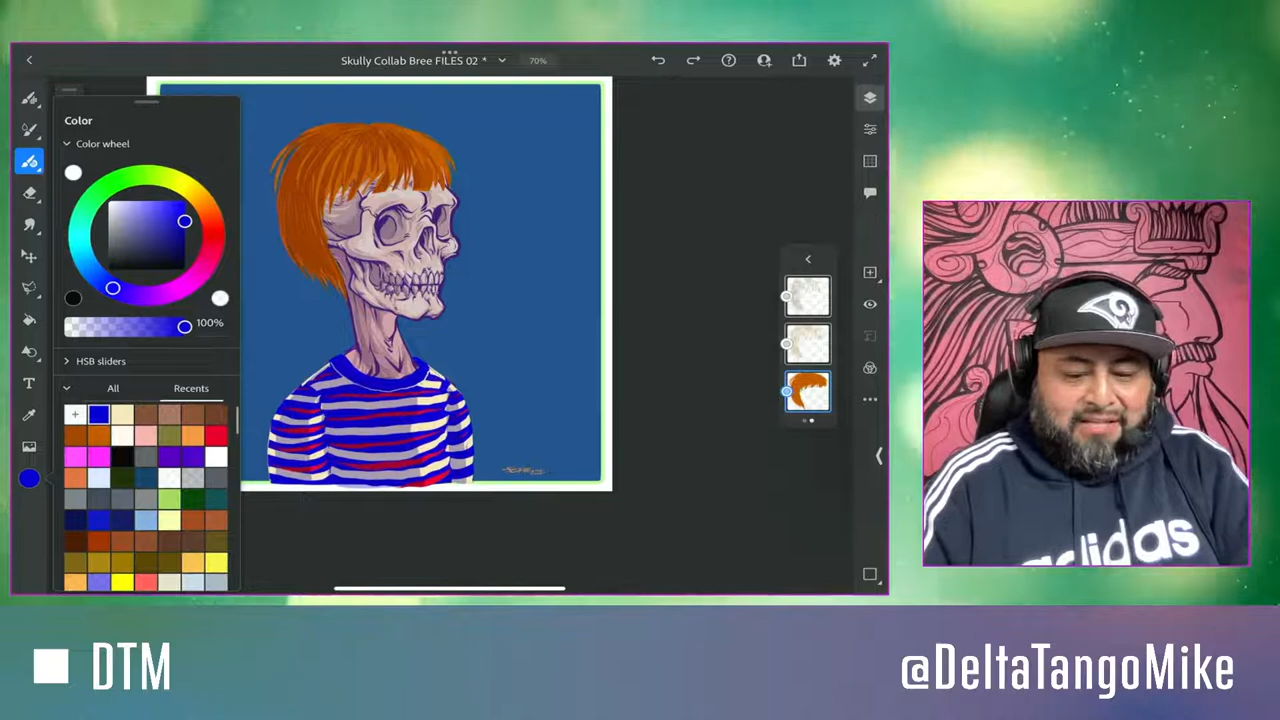 Skully Collab Bree FILES 02 *
70%
Color
Color wheel
100%
HSB sliders
All
Recents
T
adidas
DTM
@DeltaTangoMike